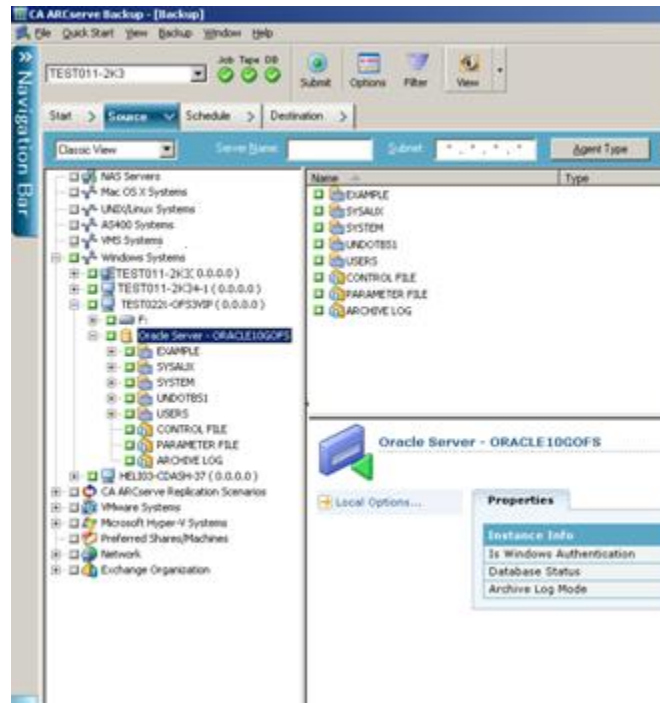 CA ARCserve Backup - [Backup]
File Quick Start View Backup Window Help
Navigation Bar
TEST011-2K3
Job Tape DB
Submit Options Filter View
Start > Source Schedule > Destination >
Classic View Server Name: Subnet: * . * . * . * Agent Type
NAS Servers
Mac OS X Systems
UNIX/Linux Systems
AS400 Systems
VMS Systems
Windows Systems
TEST011-2K3( 0.0.0.0 )
TEST011-2K34-1 ( 0.0.0.0 )
( 0.0.0.0 )
F:
Oracle Server - ORACLE10GOFS
EXAMPLE
SYSAUX
SYSTEM
UNDOTBS1
USERS
CONTROL FILE
PARAMETER FILE
ARCHIVE LOG
( 0.0.0.0 )
CA ARCserve Replication Scenarios
VMware Systems
Microsoft Hyper-V Systems
Preferred Shares/Machines
Network
Exchange Organization
Name Type
EXAMPLE
SYSAUX
SYSTEM
UNDOTBS1
USERS
CONTROL FILE
PARAMETER FILE
ARCHIVE LOG
Oracle Server - ORACLE10GOFS
Local Options...
Properties
Instance Info
Is Windows Authentication
Database Status
Archive Log Mode